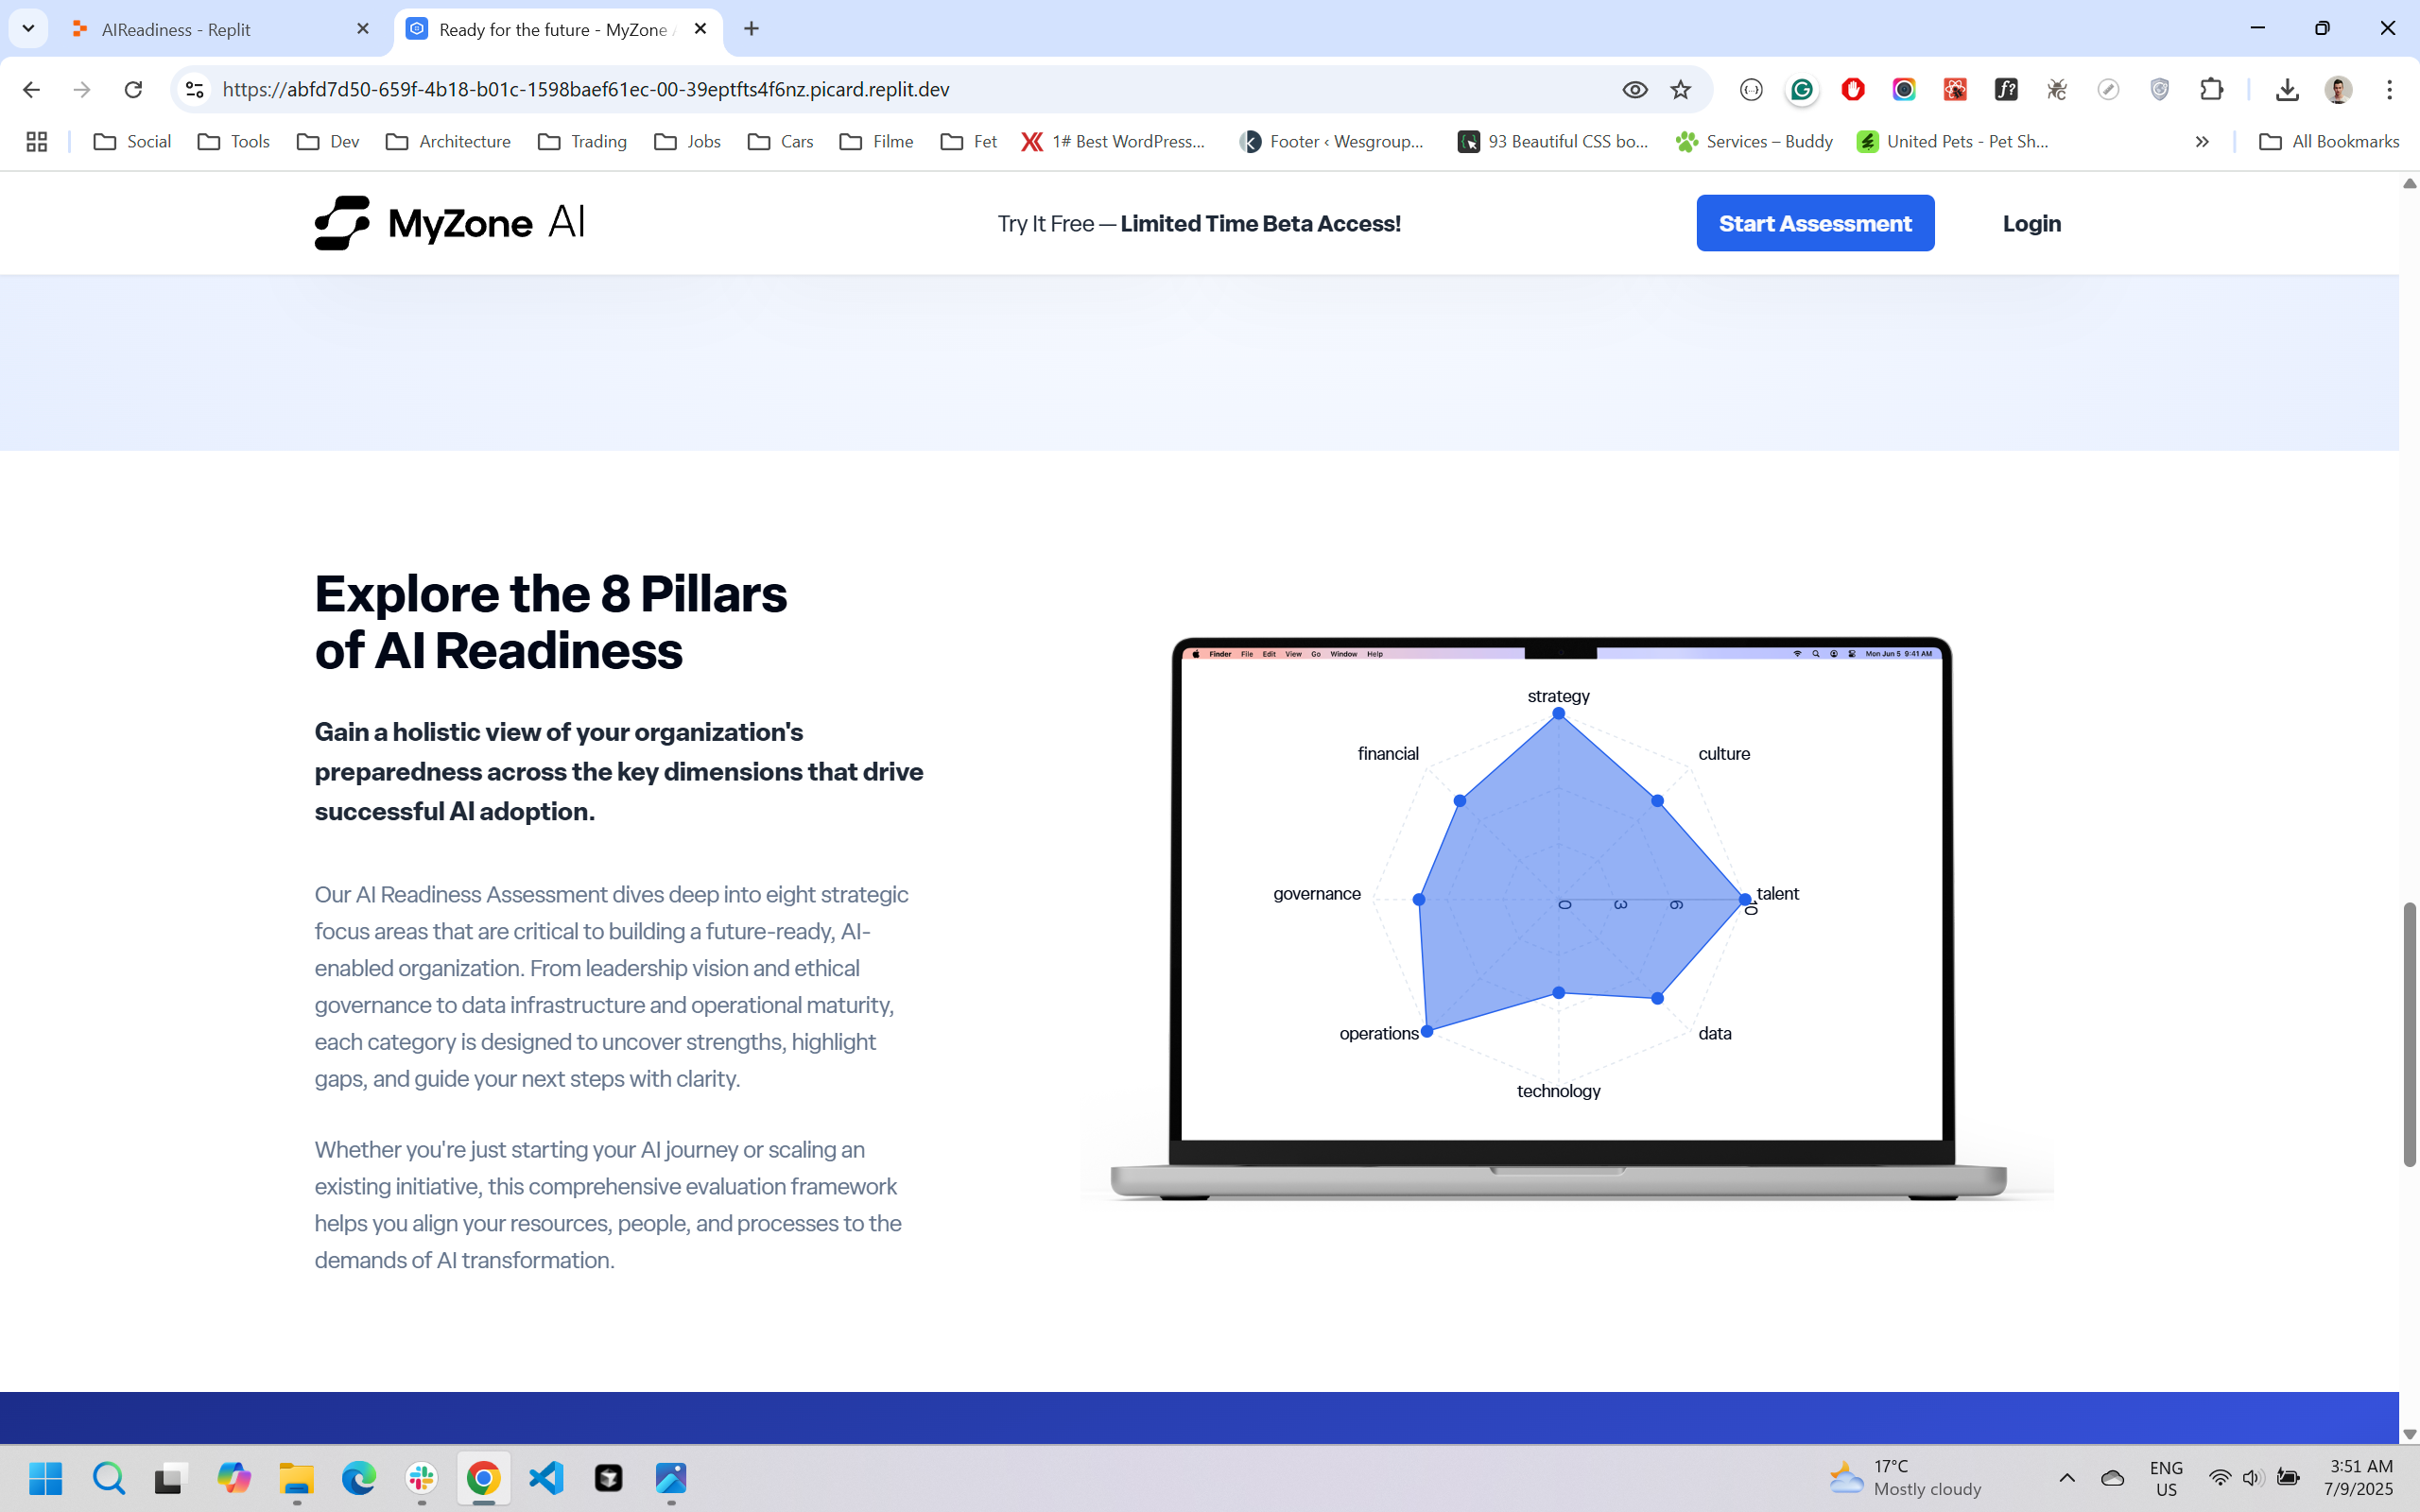 AIReadiness - Replit
Ready for the future - MyZone
https://abfd7d50-659f-4b18-b01c-1598baef61ec-00-39eptfts4f6nz.picard.replit.dev
Social
Tools
Dev
Architecture
Trading
Jobs
Cars
Filme
Fet
1# Best WordPress...
Footer ‹ Wesgroup...
93 Beautiful CSS bo...
Services – Buddy
United Pets - Pet Sh...
All Bookmarks
MyZone AI
Try It Free — Limited Time Beta Access!
Start Assessment
Login
Explore the 8 Pillars
of AI Readiness
Gain a holistic view of your organization's
preparedness across the key dimensions that drive
successful AI adoption.
Our AI Readiness Assessment dives deep into eight strategic
focus areas that are critical to building a future-ready, AI-
enabled organization. From leadership vision and ethical
governance to data infrastructure and operational maturity,
each category is designed to uncover strengths, highlight
gaps, and guide your next steps with clarity.
Whether you're just starting your AI journey or scaling an
existing initiative, this comprehensive evaluation framework
helps you align your resources, people, and processes to the
demands of AI transformation.
Finder File Edit View Go Window Help
Mon Jun 5 9:41 AM
strategy
financial
culture
governance
talent
0 3 6 10
operations
data
technology
17°C
Mostly cloudy
ENG
US
3:51 AM
7/9/2025